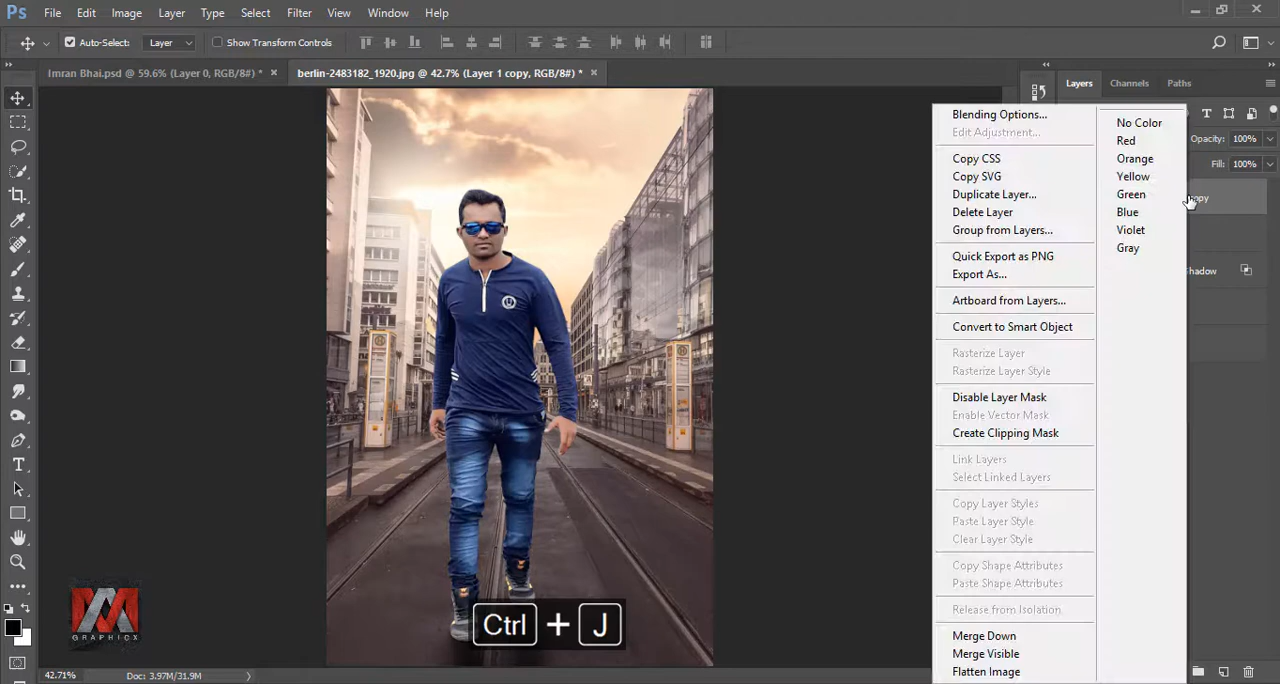 Ps File Edit Image Layer Type Select Filter View Window Help
Auto-Select: Layer Show Transform Controls
Imran Bhai.psd @ 59.6% (Layer 0, RGB/8#) * × berlin-2483182_1920.jpg @ 42.7% (Layer 1 copy, RGB/8#) * ×
Layers Channels Paths
Blending Options...
Edit Adjustment...
Copy CSS
Copy SVG
Duplicate Layer...
Delete Layer
Group from Layers...
Quick Export as PNG
Export As...
Artboard from Layers...
Convert to Smart Object
Rasterize Layer
Rasterize Layer Style
Disable Layer Mask
Enable Vector Mask
Create Clipping Mask
Link Layers
Select Linked Layers
Copy Layer Styles
Paste Layer Style
Clear Layer Style
Copy Shape Attributes
Paste Shape Attributes
Release from Isolation
Merge Down
Merge Visible
Flatten Image
No Color
Red
Orange
Yellow
Green
Blue
Violet
Gray
Opacity: 100%
Fill: 100%
opy
hadow
U
Ctrl + J
GRAPHICX
42.71% Doc: 3.97M/31.9M